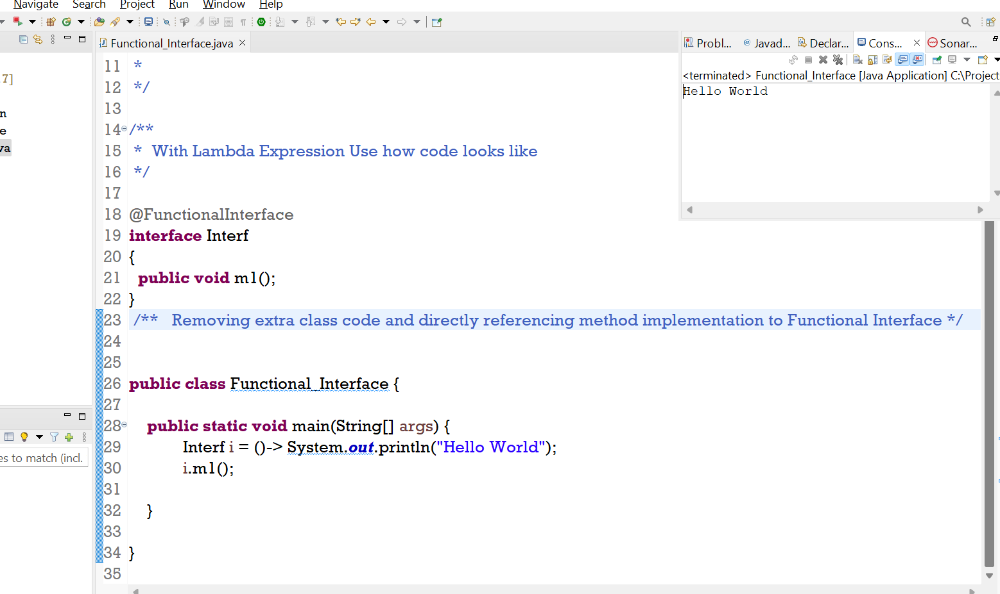 Navigate Search Project Run Window Help
Functional_Interface.java
Probl... Javad... Declar... Cons... Sonar...
<terminated> Functional_Interface [Java Application] C:\Project
Hello World
17]
n
e
va
es to match (incl.
11 *
12 */
13
14 /**
15 * With Lambda Expression Use how code looks like
16 */
17
18 @FunctionalInterface
19 interface Interf
20 {
21 public void m1();
22 }
23 /** Removing extra class code and directly referencing method implementation to Functional Interface */
24
25
26 public class Functional_Interface {
27
28 public static void main(String[] args) {
29 Interf i = ()-> System.out.println("Hello World");
30 i.m1();
31
32 }
33
34 }
35